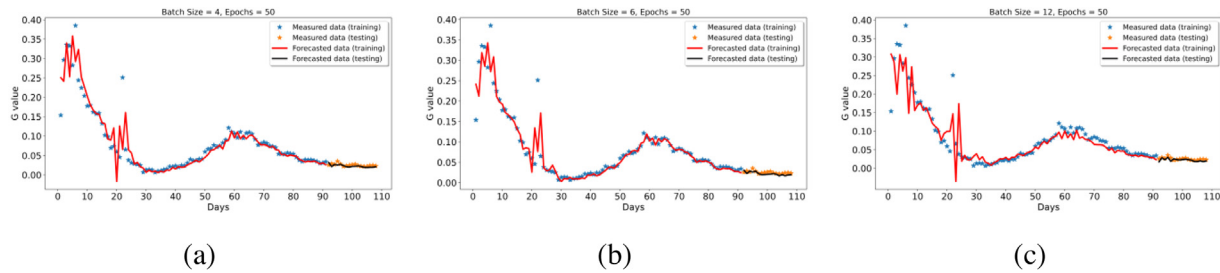 Batch Size = 4, Epochs = 50
G value
0.40
0.35
0.30
0.25
0.20
0.15
0.10
0.05
0.00
Measured data (training)
Measured data (testing)
Forecasted data (training)
Forecasted data (testing)
0 10 20 30 40 50 60 70 80 90 100 110
Days
(a)
Batch Size = 6, Epochs = 50
G value
0.40
0.35
0.30
0.25
0.20
0.15
0.10
0.05
0.00
Measured data (training)
Measured data (testing)
Forecasted data (training)
Forecasted data (testing)
0 10 20 30 40 50 60 70 80 90 100 110
Days
(b)
Batch Size = 12, Epochs = 50
G value
0.40
0.35
0.30
0.25
0.20
0.15
0.10
0.05
0.00
Measured data (training)
Measured data (testing)
Forecasted data (training)
Forecasted data (testing)
0 10 20 30 40 50 60 70 80 90 100 110
Days
(c)